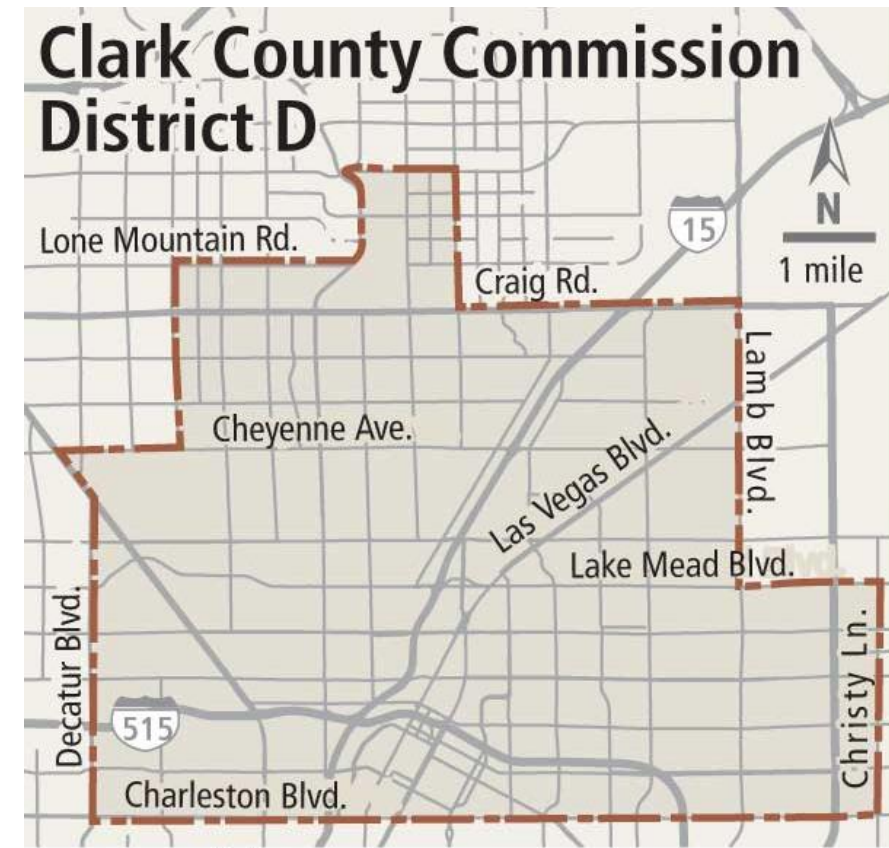 Clark County Commission
District D
N
1 mile
15
Lone Mountain Rd.
Craig Rd.
Lamb Blvd.
Cheyenne Ave.
Las Vegas Blvd.
Lake Mead Blvd.
Decatur Blvd.
Christy Ln.
515
Charleston Blvd.